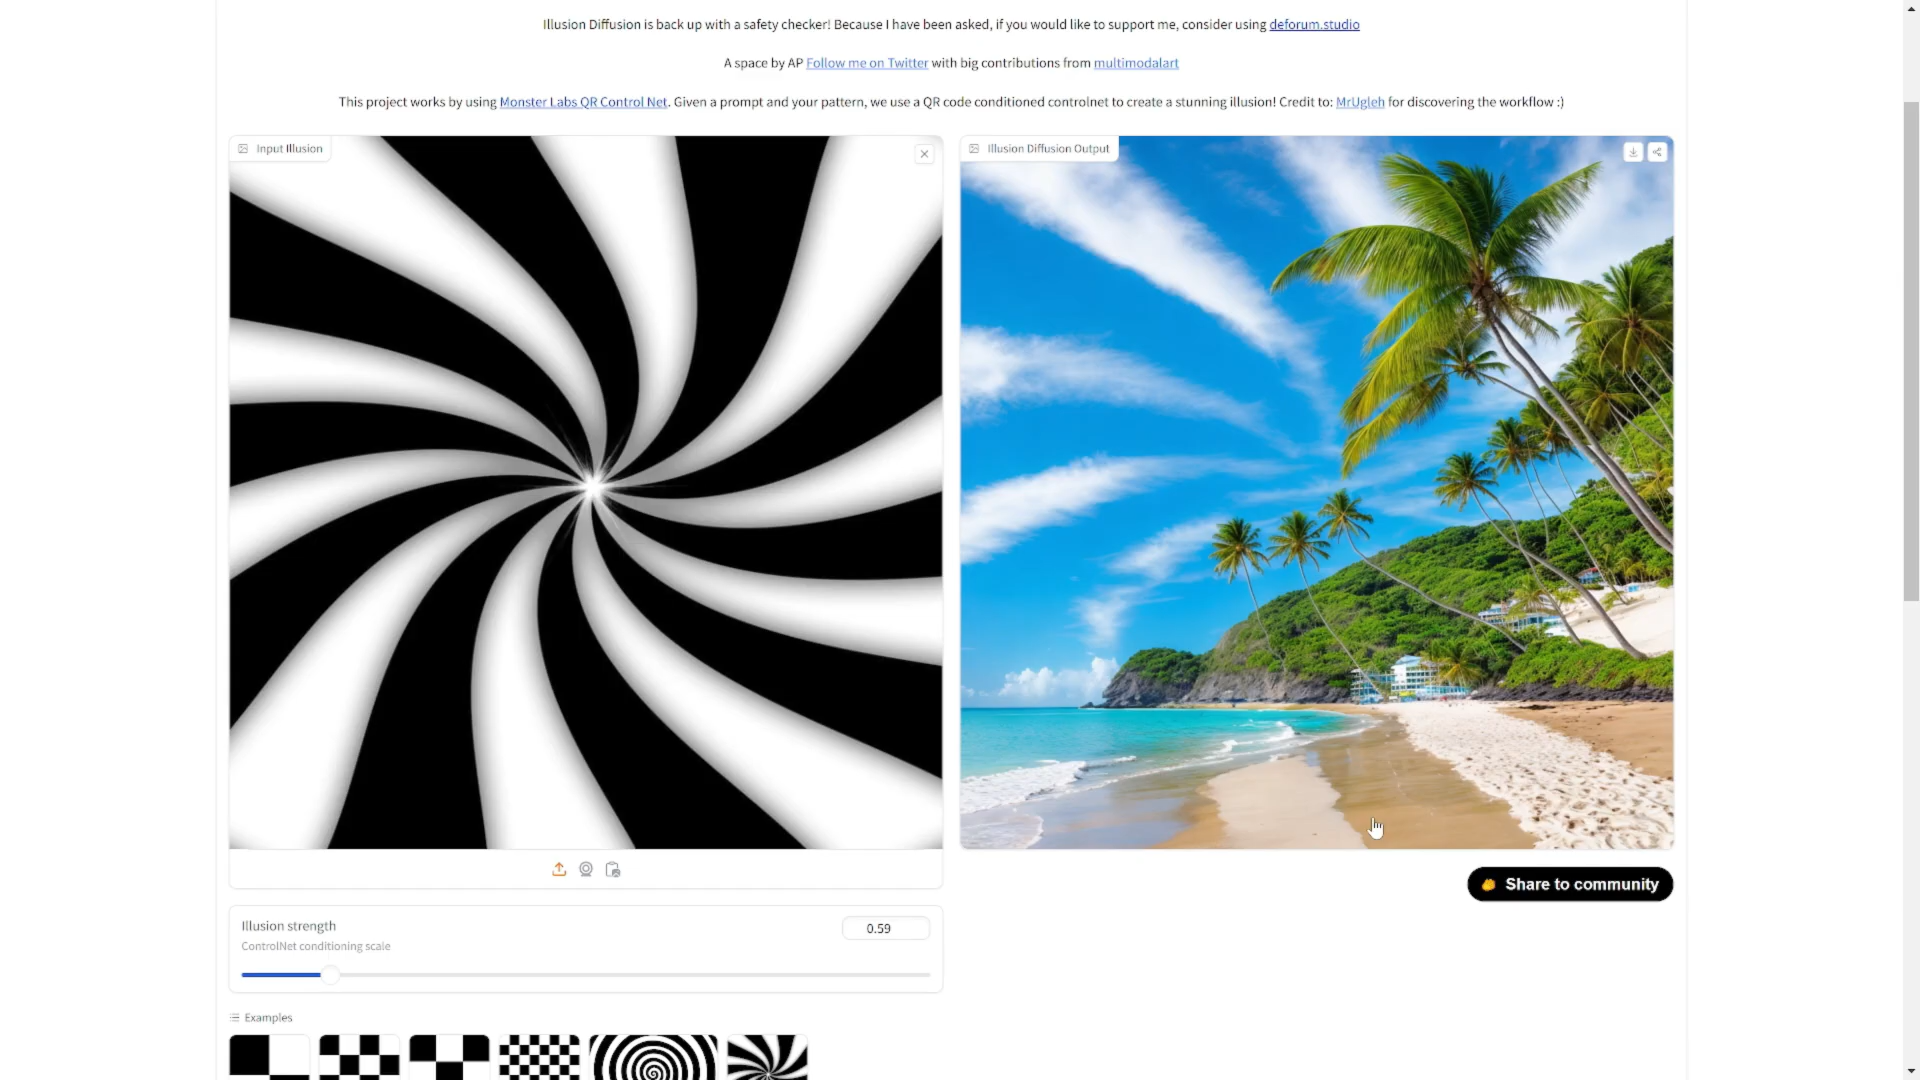 Illusion Diffusion is back up with a safety checker! Because I have been asked, if you would like to support me, consider using deforum.studio
A space by AP Follow me on Twitter with big contributions from multimodalart
This project works by using Monster Labs QR Control Net. Given a prompt and your pattern, we use a QR code conditioned controlnet to create a stunning illusion! Credit to: MrUgleh for discovering the workflow :)
Input Illusion
Illusion Diffusion Output
Share to community
Illusion strength
0.59
ControlNet conditioning scale
Examples